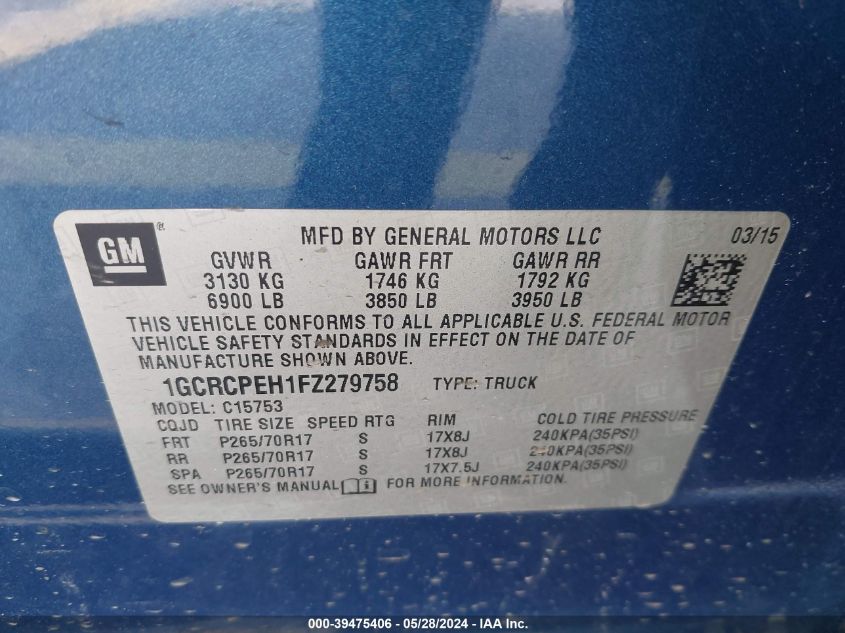 GM ®
MFD BY GENERAL MOTORS LLC 03/15
GVWR GAWR FRT GAWR RR
3130 KG 1746 KG 1792 KG
6900 LB 3850 LB 3950 LB
THIS VEHICLE CONFORMS TO ALL APPLICABLE U.S. FEDERAL MOTOR
VEHICLE SAFETY STANDARDS IN EFFECT ON THE DATE OF
MANUFACTURE SHOWN ABOVE.
1GCRCPEH1FZ279758 TYPE: TRUCK
MODEL: C15753
CQJD TIRE SIZE SPEED RTG RIM COLD TIRE PRESSURE
FRT P265/70R17 S 17X8J 240KPA(35PSI)
RR P265/70R17 S 17X8J 240KPA(35PSI)
SPA P265/70R17 S 17X7.5J 240KPA(35PSI)
SEE OWNER'S MANUAL FOR MORE INFORMATION.
000-39475406 - 05/28/2024 - IAA Inc.